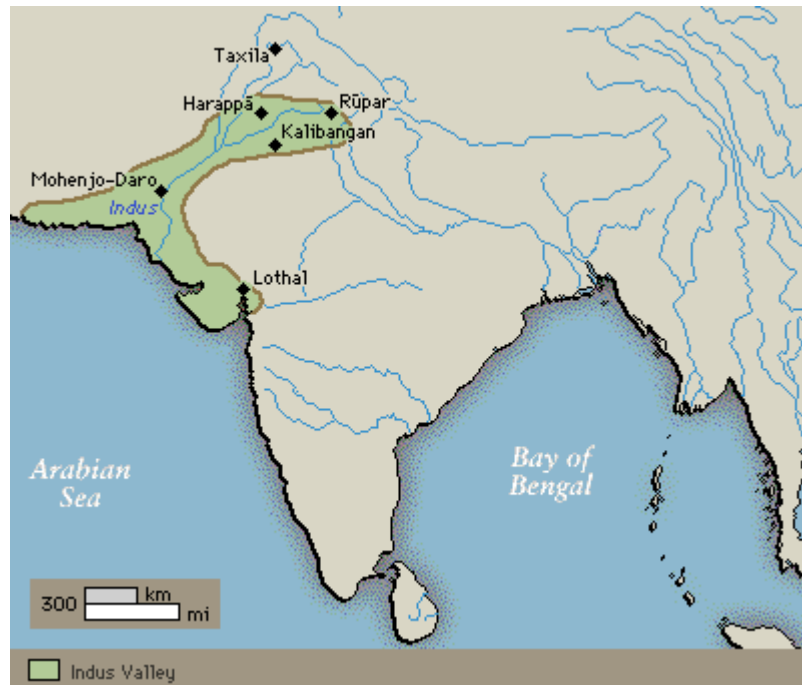 Taxila
Harappā
Rūpar
Kalibangan
Mohenjo-Daro
Indus
Lothal
Arabian
Sea
Bay of
Bengal
300
km
mi
Indus Valley